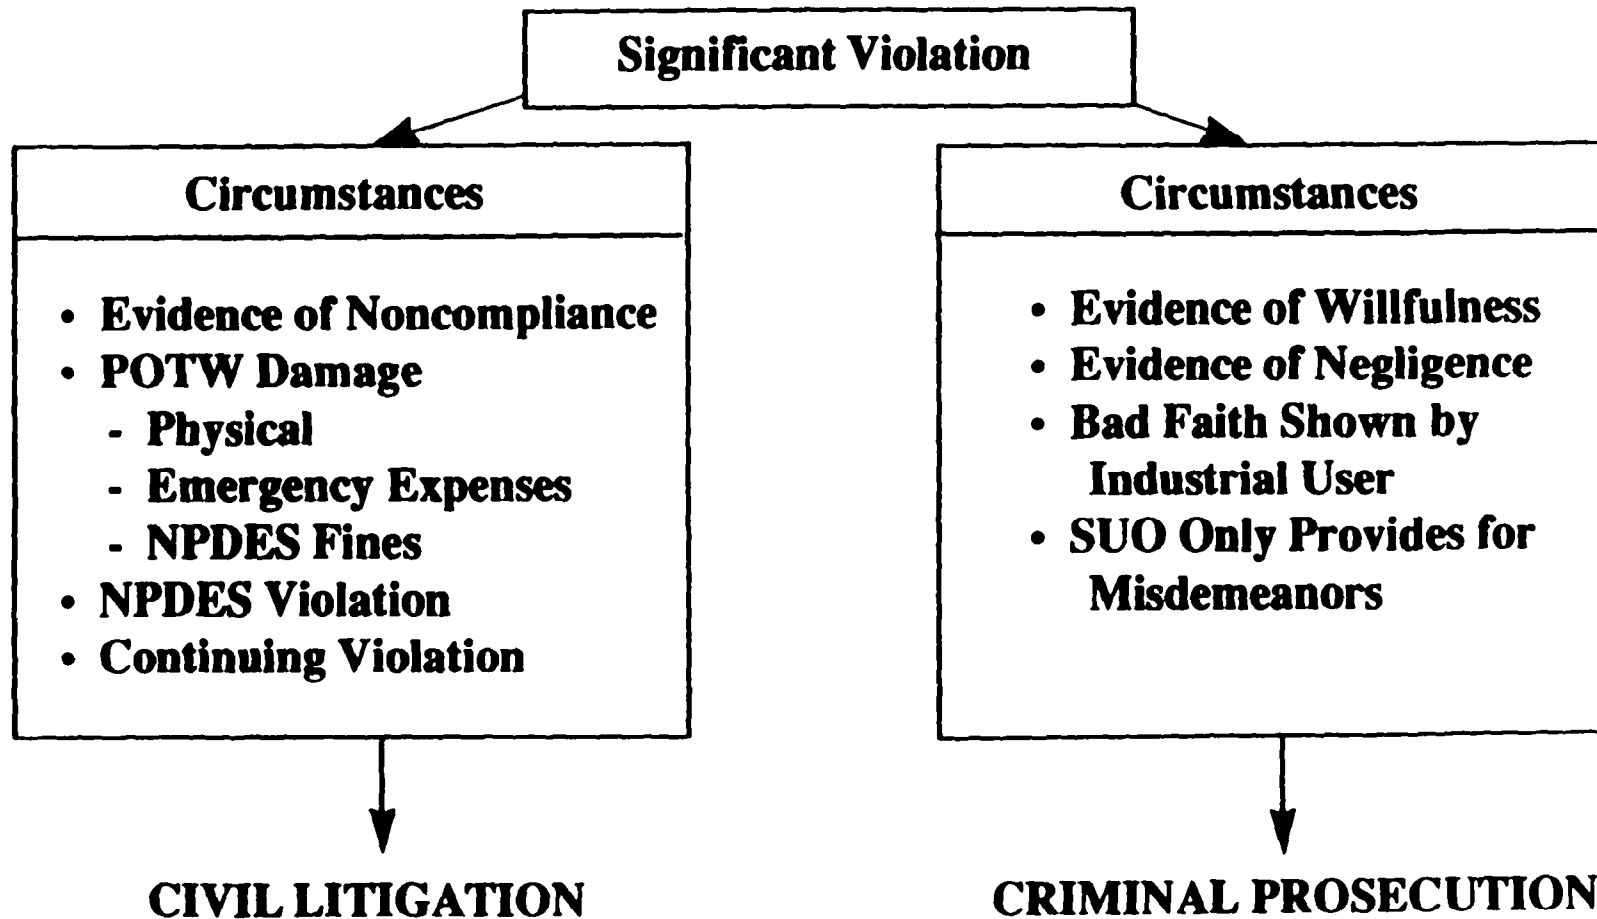 Significant Violation
Circumstances
• Evidence of Noncompliance
• POTW Damage
- Physical
- Emergency Expenses
- NPDES Fines
• NPDES Violation
• Continuing Violation
CIVIL LITIGATION
Circumstances
• Evidence of Willfulness
• Evidence of Negligence
• Bad Faith Shown by
Industrial User
• SUO Only Provides for
Misdemeanors
CRIMINAL PROSECUTION